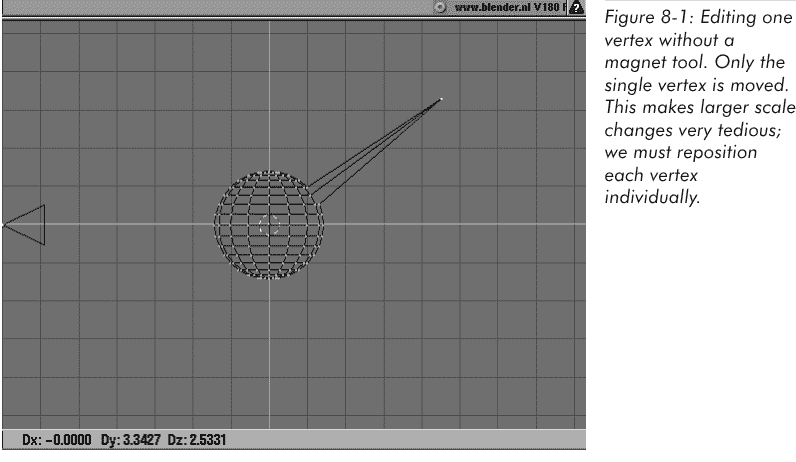 www.blender.nl V180
Figure 8-1: Editing one
vertex without a
magnet tool. Only the
single vertex is moved.
This makes larger scale
changes very tedious;
we must reposition
each vertex
individually.
Dx: -0.0000 Dy: 3.3427 Dz: 2.5331